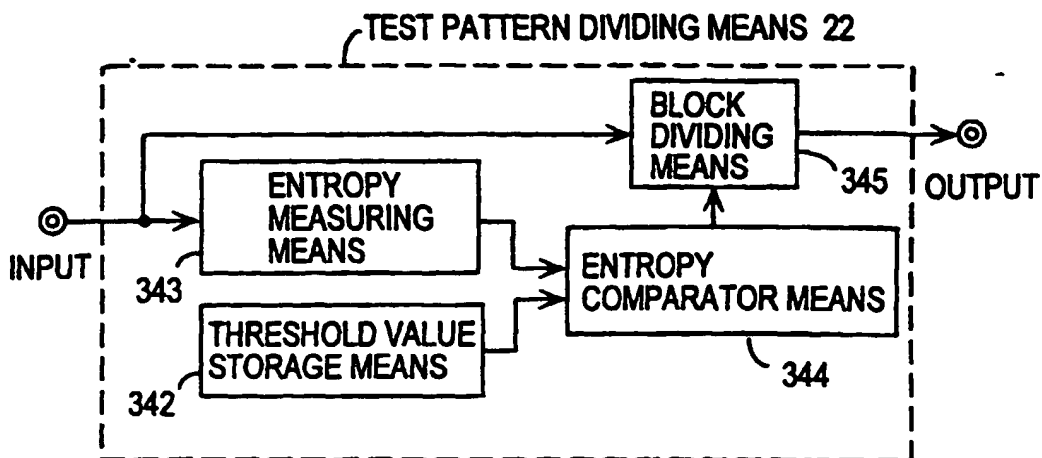 TEST PATTERN DIVIDING MEANS 22
BLOCK
DIVIDING
MEANS
345
OUTPUT
ENTROPY
MEASURING
MEANS
INPUT
343
ENTROPY
COMPARATOR MEANS
THRESHOLD VALUE
STORAGE MEANS
344
342